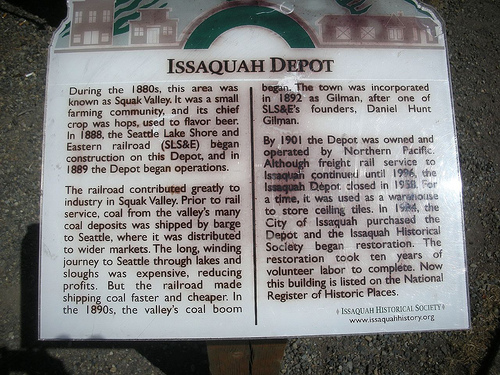 ISSAQUAH DEPOT
During the 1880s, this area was
known as Squak Valley. It was a small
farming community, and its chief
crop was hops, used to flavor beer.
In 1888, the Seattle Lake Shore and
Eastern railroad (SLS&E) began
construction on this Depot, and in
1889 the Depot began operations.
The railroad contributed greatly to
industry in Squak Valley. Prior to rail
service, coal from the valley's many
coal deposits was shipped by barge
to Seattle, where it was distributed
to wider markets. The long, winding
journey to Seattle through lakes and
sloughs was expensive, reducing
profits. But the railroad made
shipping coal faster and cheaper. In
the 1890s, the valley's coal boom
began. The town was incorporated
in 1892 as Gilman, after one of
SLS&E's founders, Daniel Hunt
Gilman.
By 1901 the Depot was owned and
operated by Northern Pacific.
Although freight rail service to
Issaquah continued until 1996, the
Issaquah Depot closed in 1958. For
a time, it was used as a warehouse
to store ceiling tiles. In 1984, the
City of Issaquah purchased the
Depot and the Issaquah Historical
Society began restoration. The
restoration took ten years of
volunteer labor to complete. Now
this building is listed on the National
Register of Historic Places.
ISSAQUAH HISTORICAL SOCIETY
www.issaquahhistory.org